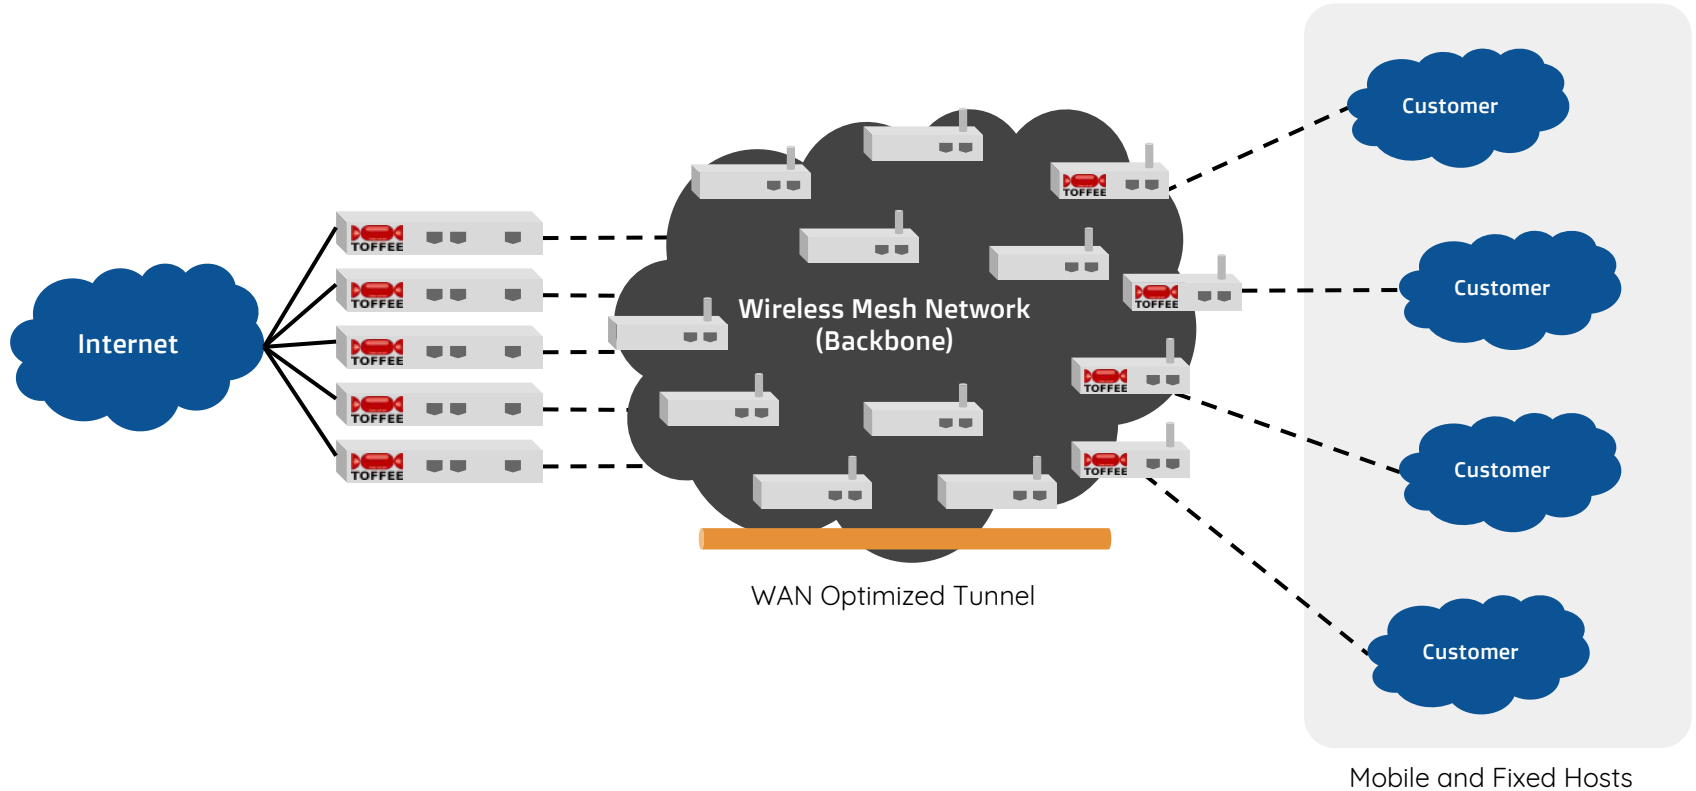 Customer
TOFFEE
TOFFEE
Customer
TOFFEE
TOFFEE
Wireless Mesh Network
(Backbone)
Internet
TOFFEE
TOFFEE
TOFFEE
TOFFEE
Customer
TOFFEE
TOFFEE
WAN Optimized Tunnel
Customer
Mobile and Fixed Hosts